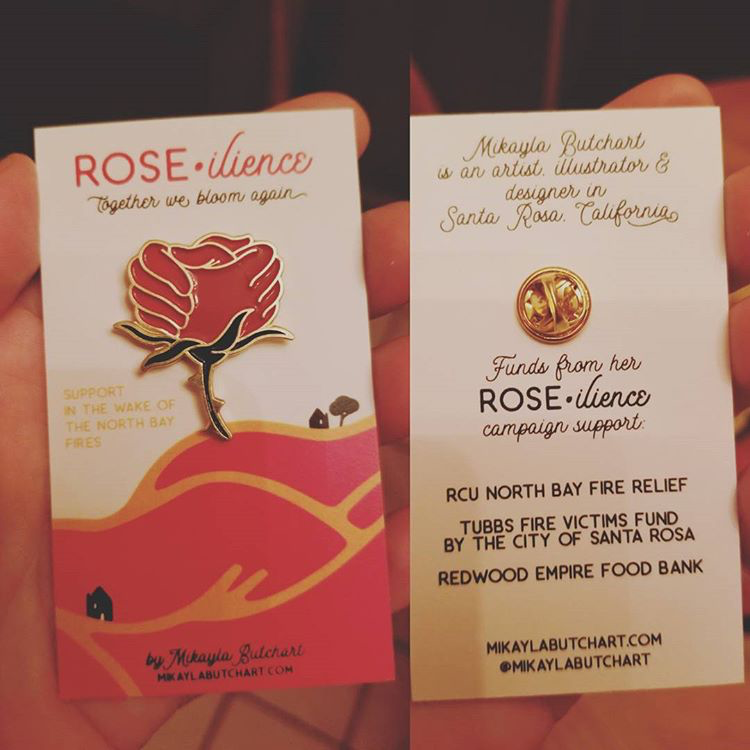 ROSE•ilience
Together we bloom again
SUPPORT
IN THE WAKE OF
THE NORTH BAY
FIRES
by Mikayla Butchart
MIKAYLABUTCHART.COM
Mikayla Butchart
is an artist, illustrator &
designer in
Santa Rosa, California
Funds from her
ROSE•ilience
campaign support:
RCU NORTH BAY FIRE RELIEF
TUBBS FIRE VICTIMS FUND
BY THE CITY OF SANTA ROSA
REDWOOD EMPIRE FOOD BANK
MIKAYLABUTCHART.COM
@MIKAYLABUTCHART